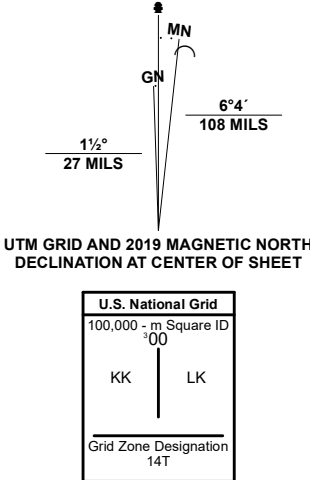 MN
GN
6°4´
108 MILS
1½°
27 MILS
UTM GRID AND 2019 MAGNETIC NORTH
DECLINATION AT CENTER OF SHEET
U.S. National Grid
100,000 - m Square ID
³00
KK LK
Grid Zone Designation
14T